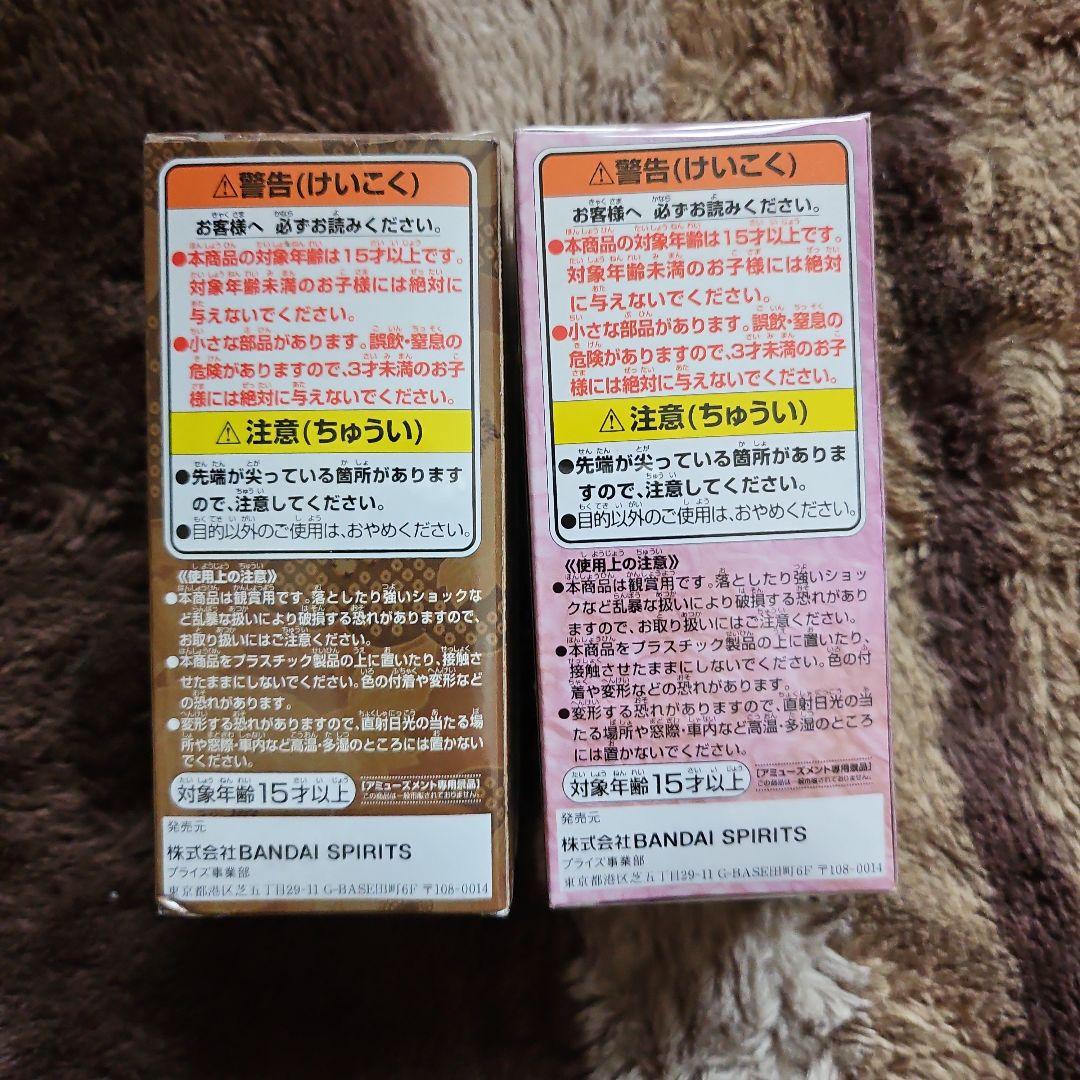 ⚠警告(けいこく)
お客様へ 必ずお読みください。
●本商品の対象年齢は15才以上です。
対象年齢未満のお子様には絶対に
与えないでください。
●小さな部品があります。誤飲・窒息の
危険がありますので、3才未満のお子
様には絶対に与えないでください。
⚠注意(ちゅうい)
●先端が尖っている箇所があります
ので、注意してください。
●目的以外のご使用は、おやめください。
《使用上の注意》
●本商品は観賞用です。落としたり強いショックな
ど乱暴な扱いにより破損する恐れがありますので、
お取り扱いにはご注意ください。
●本商品をプラスチック製品の上に置いたり、接触さ
せたままにしないでください。色の付着や変形など
の恐れがあります。
●変形する恐れがありますので、直射日光の当たる場
所や窓際・車内など高温・多湿のところには置かない
でください。
対象年齢15才以上
[アミューズメント専用景品]
この商品は一般市販されておりません。
発売元
株式会社BANDAI SPIRITS
プライズ事業部
東京都港区芝五丁目29-11 G-BASE田町6F 〒108-0014
⚠警告(けいこく)
お客様へ 必ずお読みください。
●本商品の対象年齢は15才以上です。
対象年齢未満のお子様には絶対
に与えないでください。
●小さな部品があります。誤飲・窒息の
危険がありますので、3才未満のお子
様には絶対に与えないでください。
⚠注意(ちゅうい)
●先端が尖っている箇所がありま
すので、注意してください。
●目的以外のご使用は、おやめください。
《使用上の注意》
●本商品は観賞用です。落としたり強いショッ
クなど乱暴な扱いにより破損する恐れがあり
ますので、お取り扱いにはご注意ください。
●本商品をプラスチック製品の上に置いたり、
接触させたままにしないでください。色の付
着や変形などの恐れがあります。
●変形する恐れがありますので、直射日光の当
たる場所や窓際・車内など高温・多湿のところ
には置かないでください。
対象年齢15才以上
[アミューズメント専用景品]
この商品は一般市販されておりません。
発売元
株式会社BANDAI SPIRITS
プライズ事業部
東京都港区芝五丁目29-11 G-BASE田町6F 〒108-0014